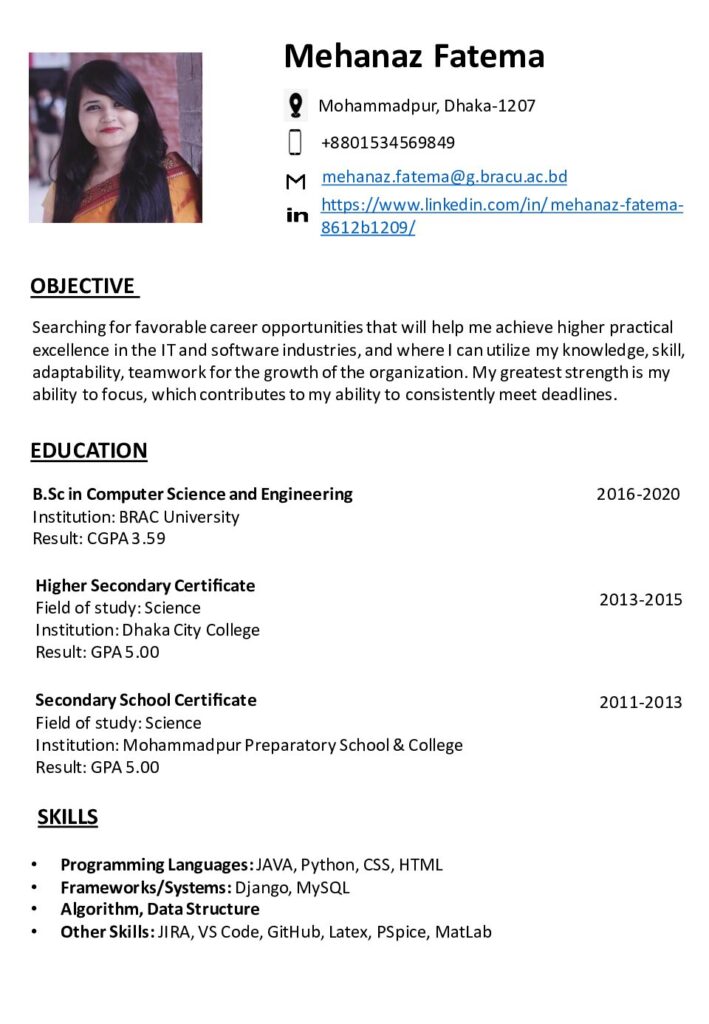 Mehanaz Fatema
Mohammadpur, Dhaka-1207
+8801534569849
mehanaz.fatema@g.bracu.ac.bd
https://www.linkedin.com/in/mehanaz-fatema-
8612b1209/
OBJECTIVE
Searching for favorable career opportunities that will help me achieve higher practical
excellence in the IT and software industries, and where I can utilize my knowledge, skill,
adaptability, teamwork for the growth of the organization. My greatest strength is my
ability to focus, which contributes to my ability to consistently meet deadlines.
EDUCATION
B.Sc in Computer Science and Engineering 2016-2020
Institution: BRAC University
Result: CGPA 3.59
Higher Secondary Certificate
2013-2015
Field of study: Science
Institution: Dhaka City College
Result: GPA 5.00
Secondary School Certificate 2011-2013
Field of study: Science
Institution: Mohammadpur Preparatory School & College
Result: GPA 5.00
SKILLS
• Programming Languages: JAVA, Python, CSS, HTML
• Frameworks/Systems: Django, MySQL
• Algorithm, Data Structure
• Other Skills: JIRA, VS Code, GitHub, Latex, PSpice, MatLab